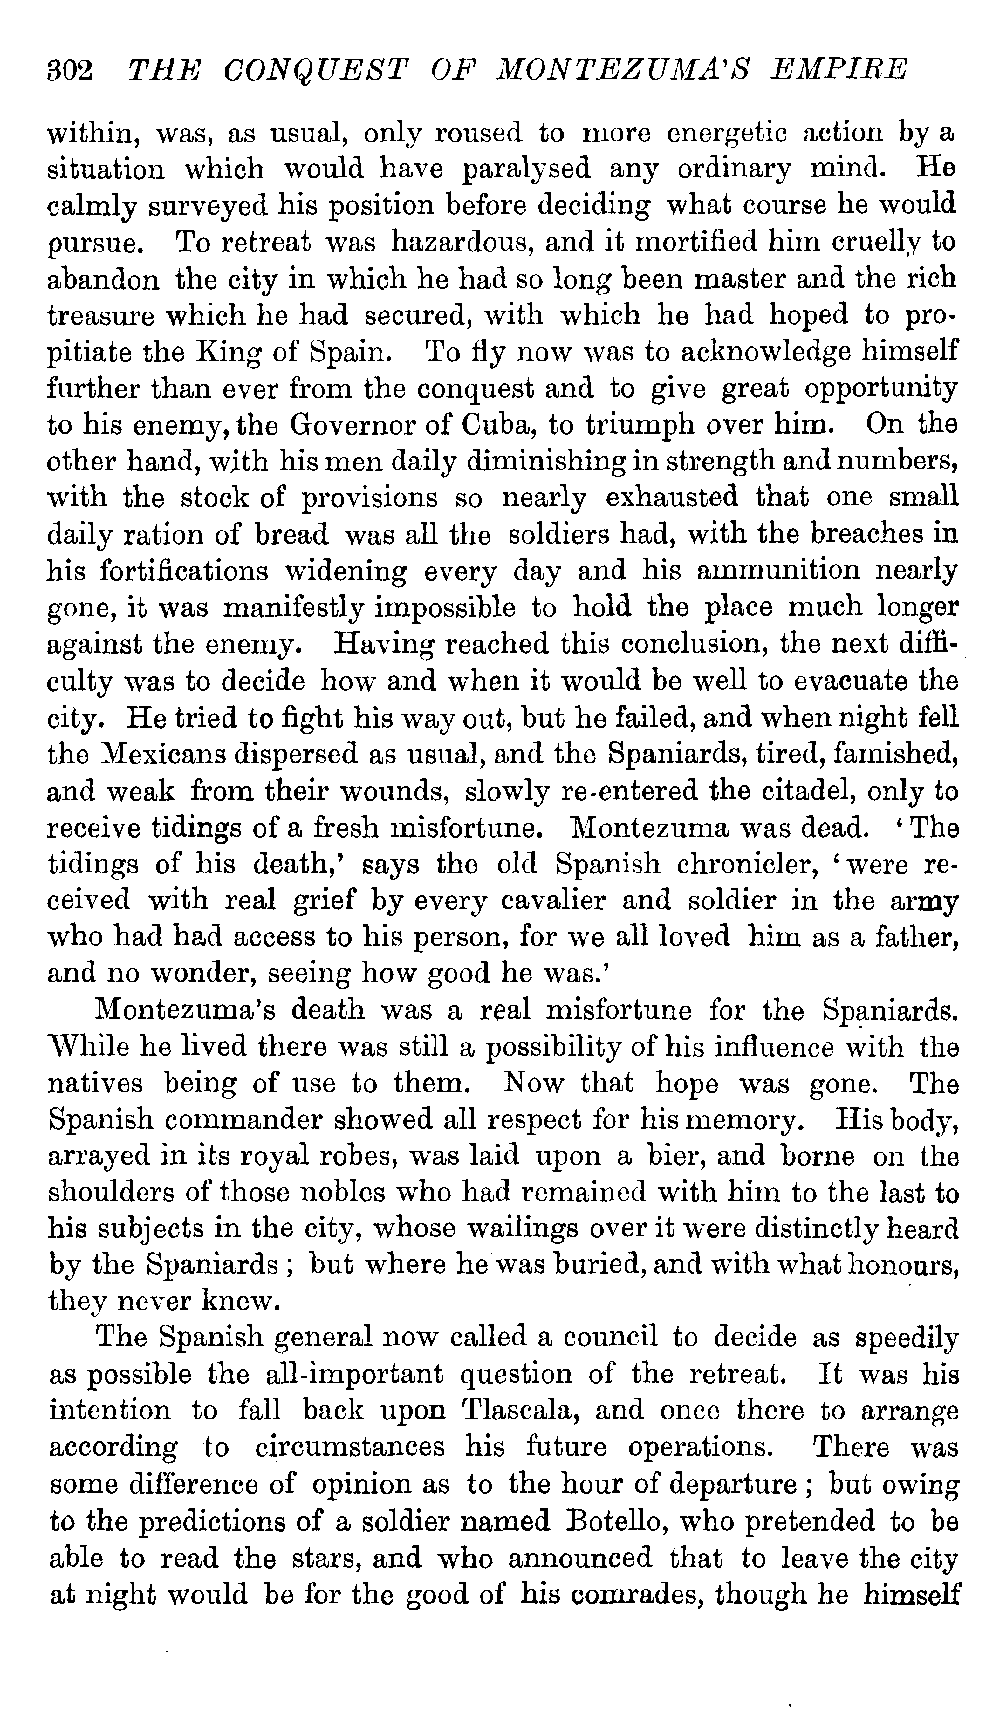 302 THE CONQUEST OF MONTEZUMA'S EMPIRE
within, was, as usual, only roused to more energetic action by a
situation which would have paralysed any ordinary mind. He
calmly surveyed his position before deciding what course he would
pursue. To retreat was hazardous, and it mortified him cruelly to
abandon the city in which he had so long been master and the rich
treasure which he had secured, with which he had hoped to pro-
pitiate the King of Spain. To fly now was to acknowledge himself
further than ever from the conquest and to give great opportunity
to his enemy, the Governor of Cuba, to triumph over him. On the
other hand, with his men daily diminishing in strength and numbers,
with the stock of provisions so nearly exhausted that one small
daily ration of bread was all the soldiers had, with the breaches in
his fortifications widening every day and his ammunition nearly
gone, it was manifestly impossible to hold the place much longer
against the enemy. Having reached this conclusion, the next diffi-
culty was to decide how and when it would be well to evacuate the
city. He tried to fight his way out, but he failed, and when night fell
the Mexicans dispersed as usual, and the Spaniards, tired, famished,
and weak from their wounds, slowly re-entered the citadel, only to
receive tidings of a fresh misfortune. Montezuma was dead. ‘The
tidings of his death,’ says the old Spanish chronicler, ‘were re-
ceived with real grief by every cavalier and soldier in the army
who had had access to his person, for we all loved him as a father,
and no wonder, seeing how good he was.’
Montezuma's death was a real misfortune for the Spaniards.
While he lived there was still a possibility of his influence with the
natives being of use to them. Now that hope was gone. The
Spanish commander showed all respect for his memory. His body,
arrayed in its royal robes, was laid upon a bier, and borne on the
shoulders of those nobles who had remained with him to the last to
his subjects in the city, whose wailings over it were distinctly heard
by the Spaniards; but where he was buried, and with what honours,
they never knew.
The Spanish general now called a council to decide as speedily
as possible the all-important question of the retreat. It was his
intention to fall back upon Tlascala, and once there to arrange
according to circumstances his future operations. There was
some difference of opinion as to the hour of departure; but owing
to the predictions of a soldier named Botello, who pretended to be
able to read the stars, and who announced that to leave the city
at night would be for the good of his comrades, though he himself